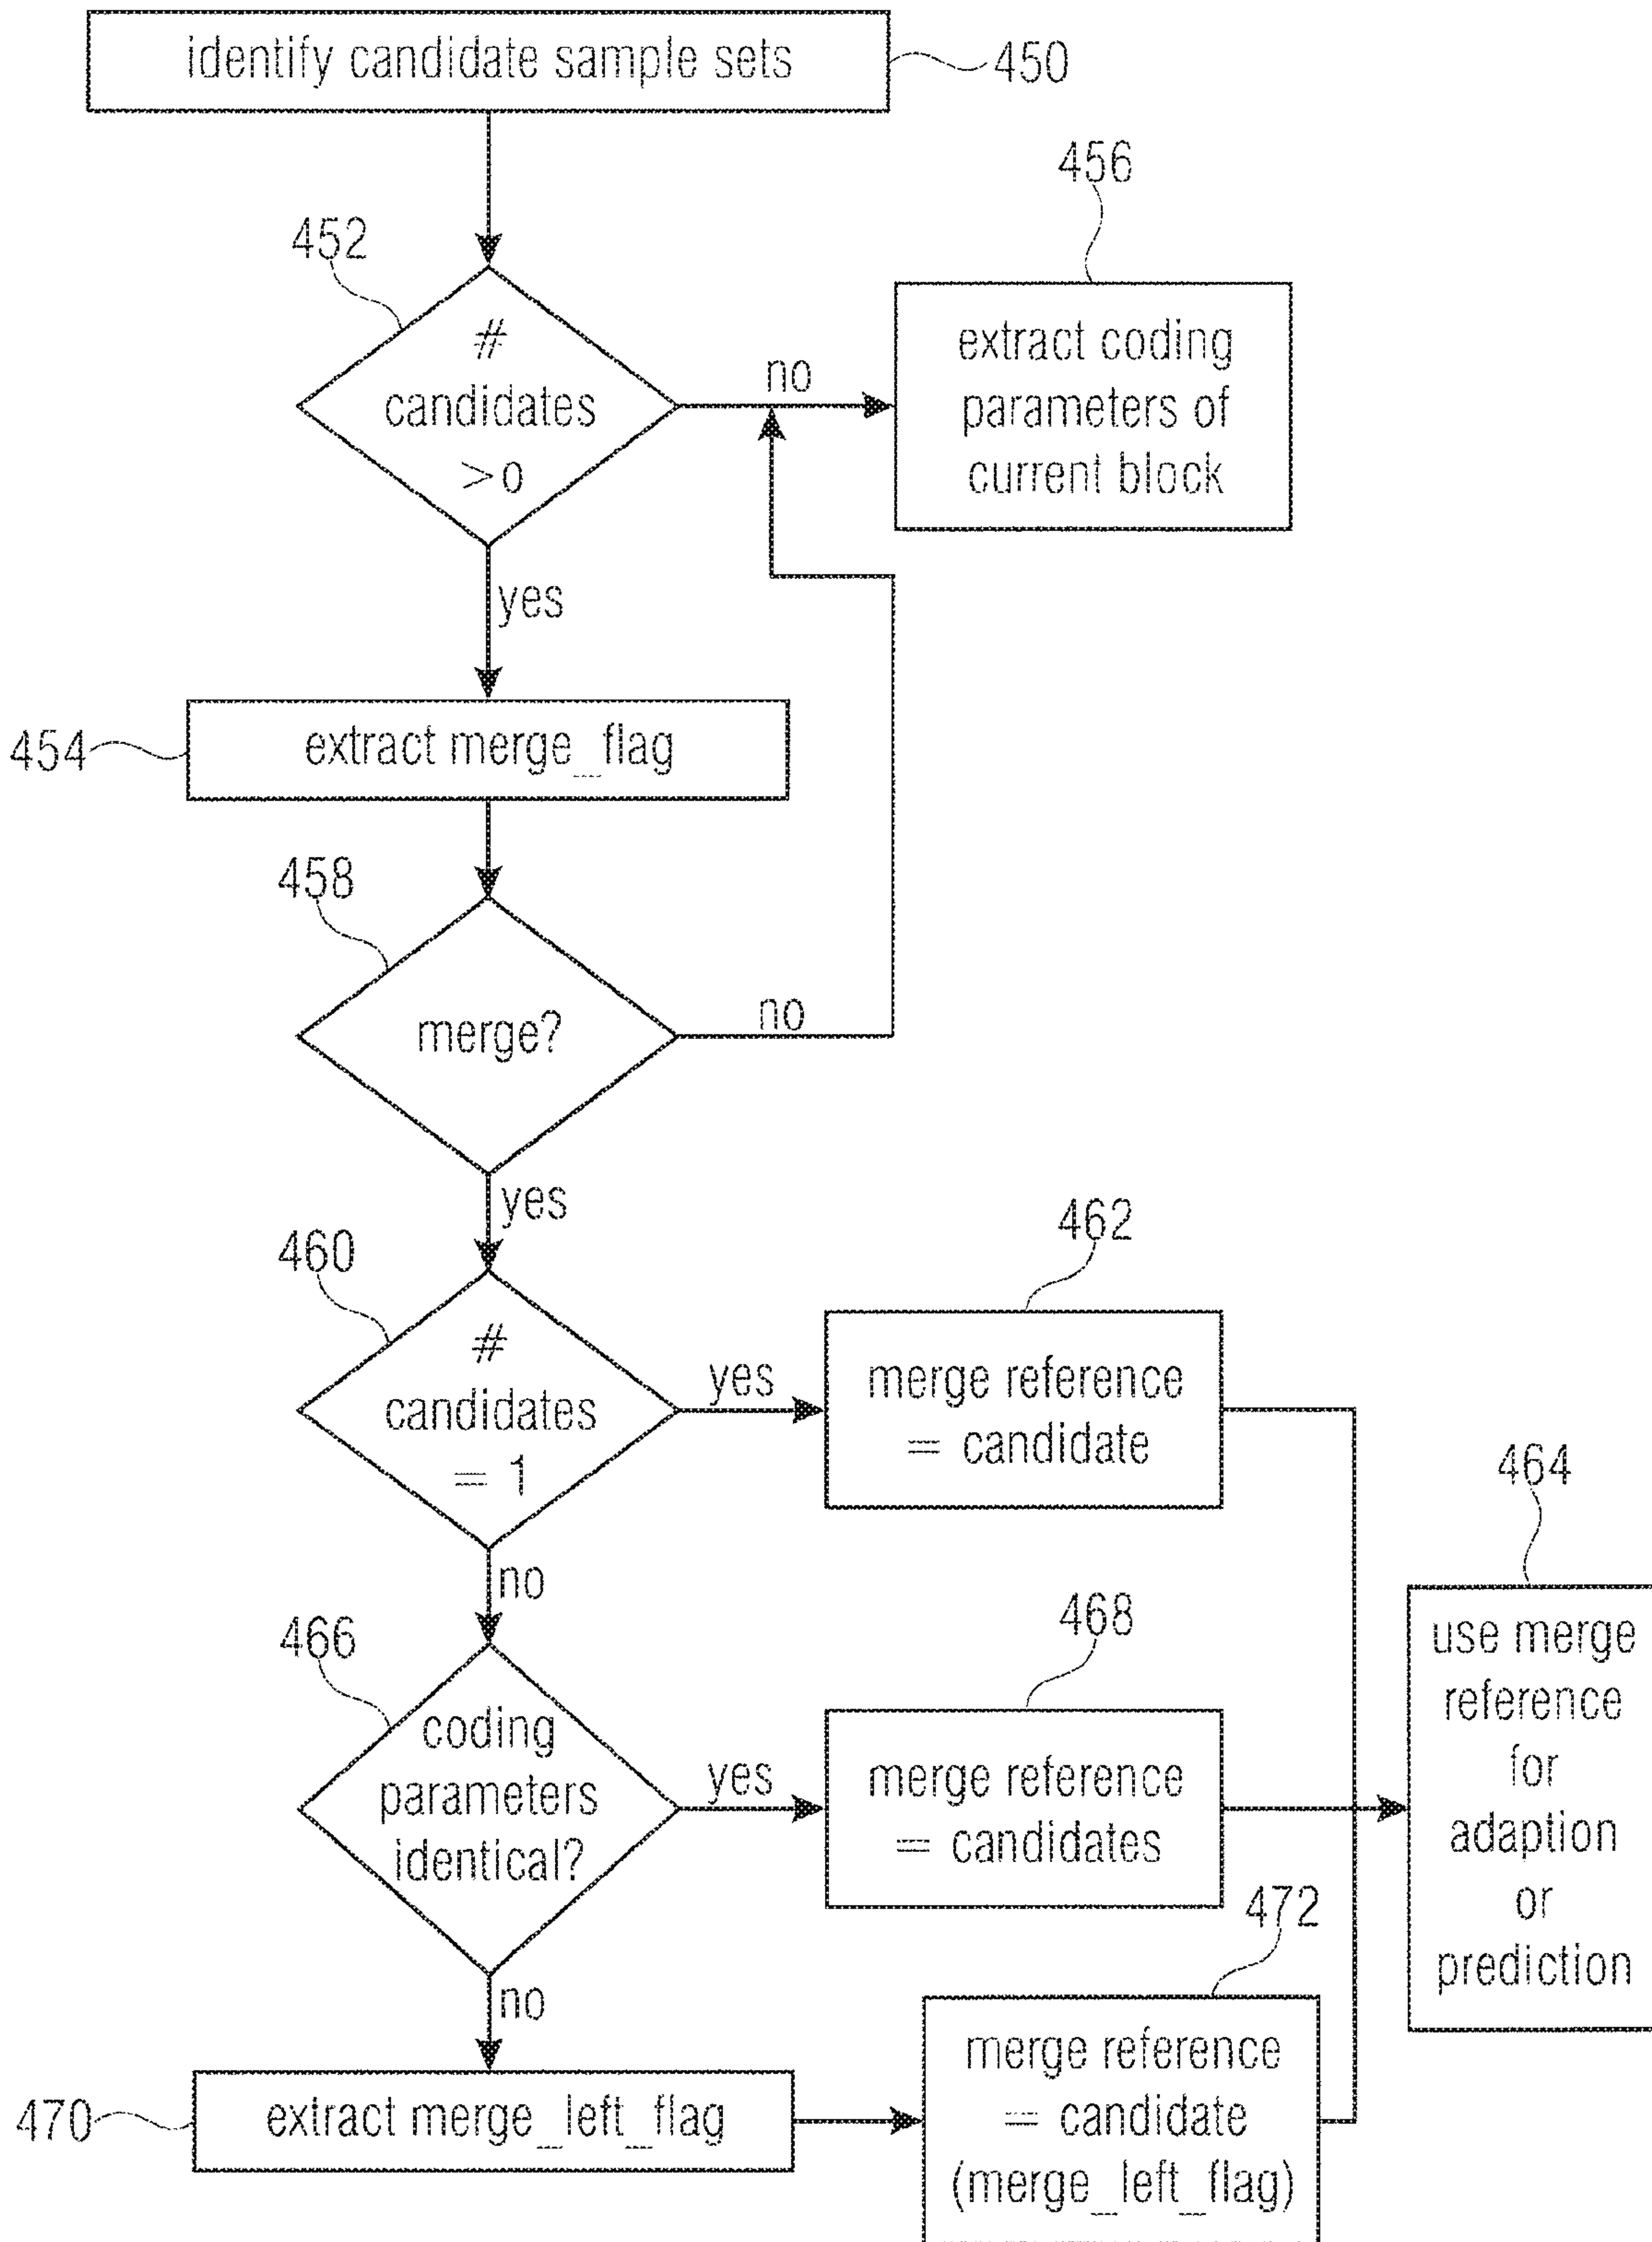 identify candidate sample sets
450
456
452
#
candidates
>0
no
extract coding
parameters of
current block
yes
454
extract merge_flag
458
merge?
no
yes
460
#
candidates
= 1
yes
462
merge reference
= candidate
464
use merge
reference
for
adaption
or
prediction
no
466
coding
parameters
identical?
yes
468
merge reference
= candidates
472
no
470
extract merge_left_flag
merge reference
= candidate
(merge_left_flag)